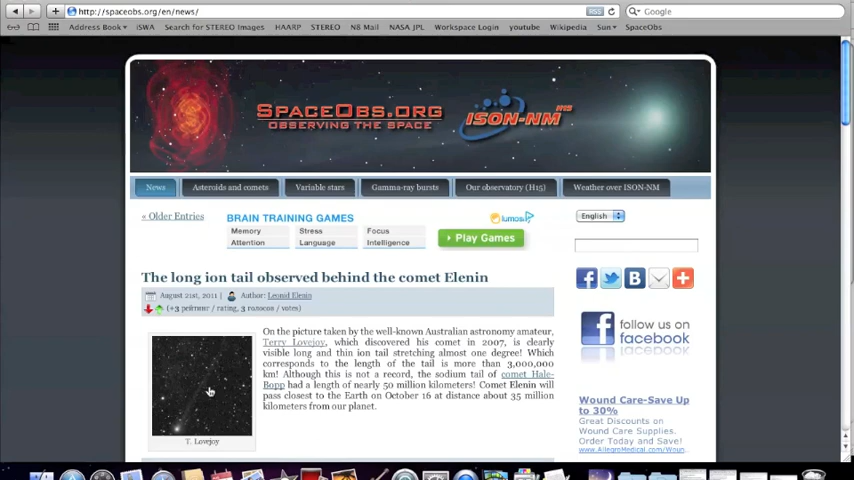 http://spaceobs.org/en/news/
RSS
Google
Address Book
iSWA
Search for STEREO Images
HAARP
STEREO
N8 Mail
NASA JPL
Workspace Login
youtube
Wikipedia
Sun
SpaceObs
SpaceObs.org
Observing the Space
ISON-NM
H15
News
Asteroids and comets
Variable stars
Gamma-ray bursts
Our observatory (H15)
Weather over ISON-NM
« Older Entries
BRAIN TRAINING GAMES
Memory
Stress
Focus
Attention
Language
Intelligence
lumos
Play Games
English
The long ion tail observed behind the comet Elenin
August 21st, 2011
Author: Leonid Elenin
(+3 рейтинг / rating, 3 голосов / votes)
On the picture taken by the well-known Australian astronomy amateur,
Terry Lovejoy, which discovered his comet in 2007, is clearly
visible long and thin ion tail stretching almost one degree! Which
corresponds to the length of the tail is more than 3,000,000
km! Although this is not a record, the sodium tail of comet Hale-
Bopp had a length of nearly 50 million kilometers! Comet Elenin will
pass closest to the Earth on October 16 at distance about 35 million
kilometers from our planet.
T. Lovejoy
B
follow us on
facebook
Wound Care-Save Up
to 30%
Great Discounts on
Wound Care Supplies.
Order Today and Save!
www.AllegroMedical.com/Woun...